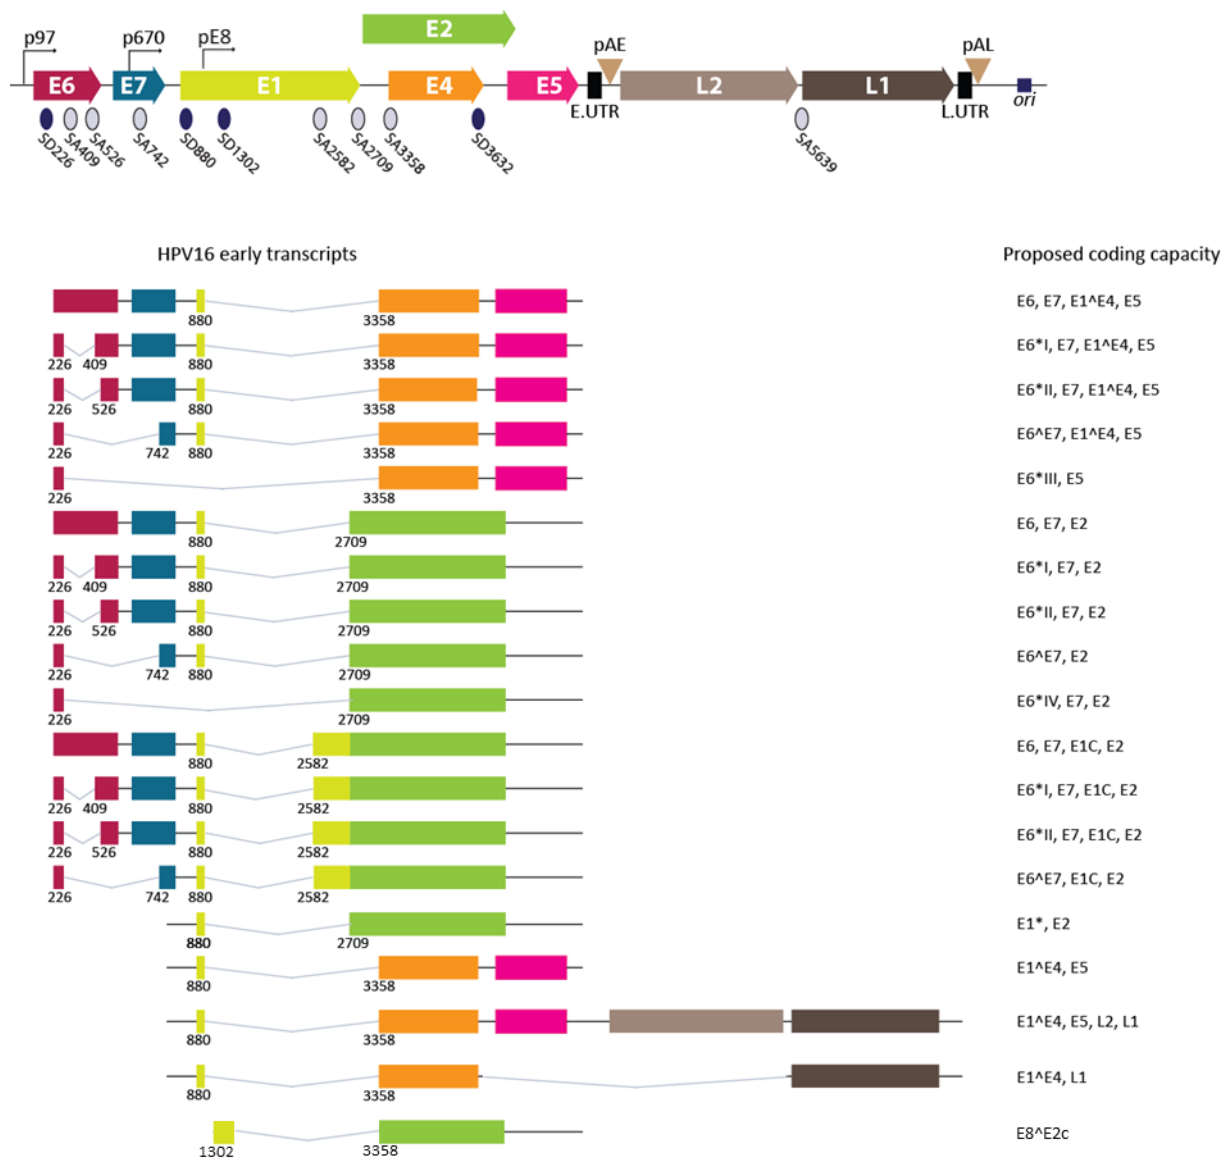 E2
p97 p670 pE8 pAE pAL
E6 E7 E1 E4 E5 L2 L1
E.UTR L.UTR ori
SD226 SA409 SA526 SA742 SD880 SD1302 SA2582 SA2709 SA3358 SD3632 SA5639
HPV16 early transcripts Proposed coding capacity
E6, E7, E1^E4, E5
880 3358
E6*I, E7, E1^E4, E5
226 409 880 3358
E6*II, E7, E1^E4, E5
226 526 880 3358
E6^E7, E1^E4, E5
226 742 880 3358
E6*III, E5
226 3358
E6, E7, E2
880 2709
E6*I, E7, E2
226 409 880 2709
E6*II, E7, E2
226 526 880 2709
E6^E7, E2
226 742 880 2709
E6*IV, E7, E2
226 2709
E6, E7, E1C, E2
880 2582
E6*I, E7, E1C, E2
226 409 880 2582
E6*II, E7, E1C, E2
226 526 880 2582
E6^E7, E1C, E2
226 742 880 2582
E1*, E2
880 2709
E1^E4, E5
880 3358
E1^E4, E5, L2, L1
880 3358
E1^E4, L1
880 3358
E8^E2c
1302 3358